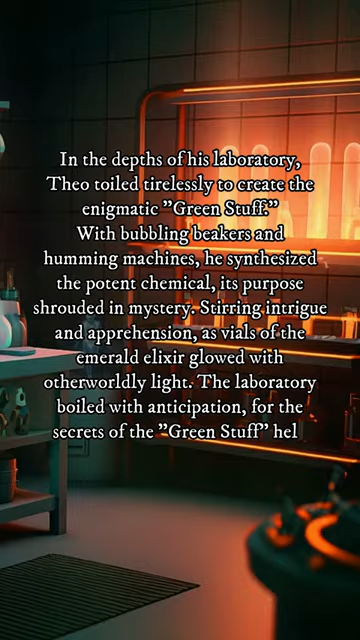 In the depths of his laboratory,
Theo toiled tirelessly to create the
enigmatic "Green Stuff."
With bubbling beakers and
humming machines, he synthesized
the potent chemical, its purpose
shrouded in mystery. Stirring intrigue
and apprehension, as vials of the
emerald elixir glowed with
otherworldly light. The laboratory
boiled with anticipation, for the
secrets of the "Green Stuff" hel